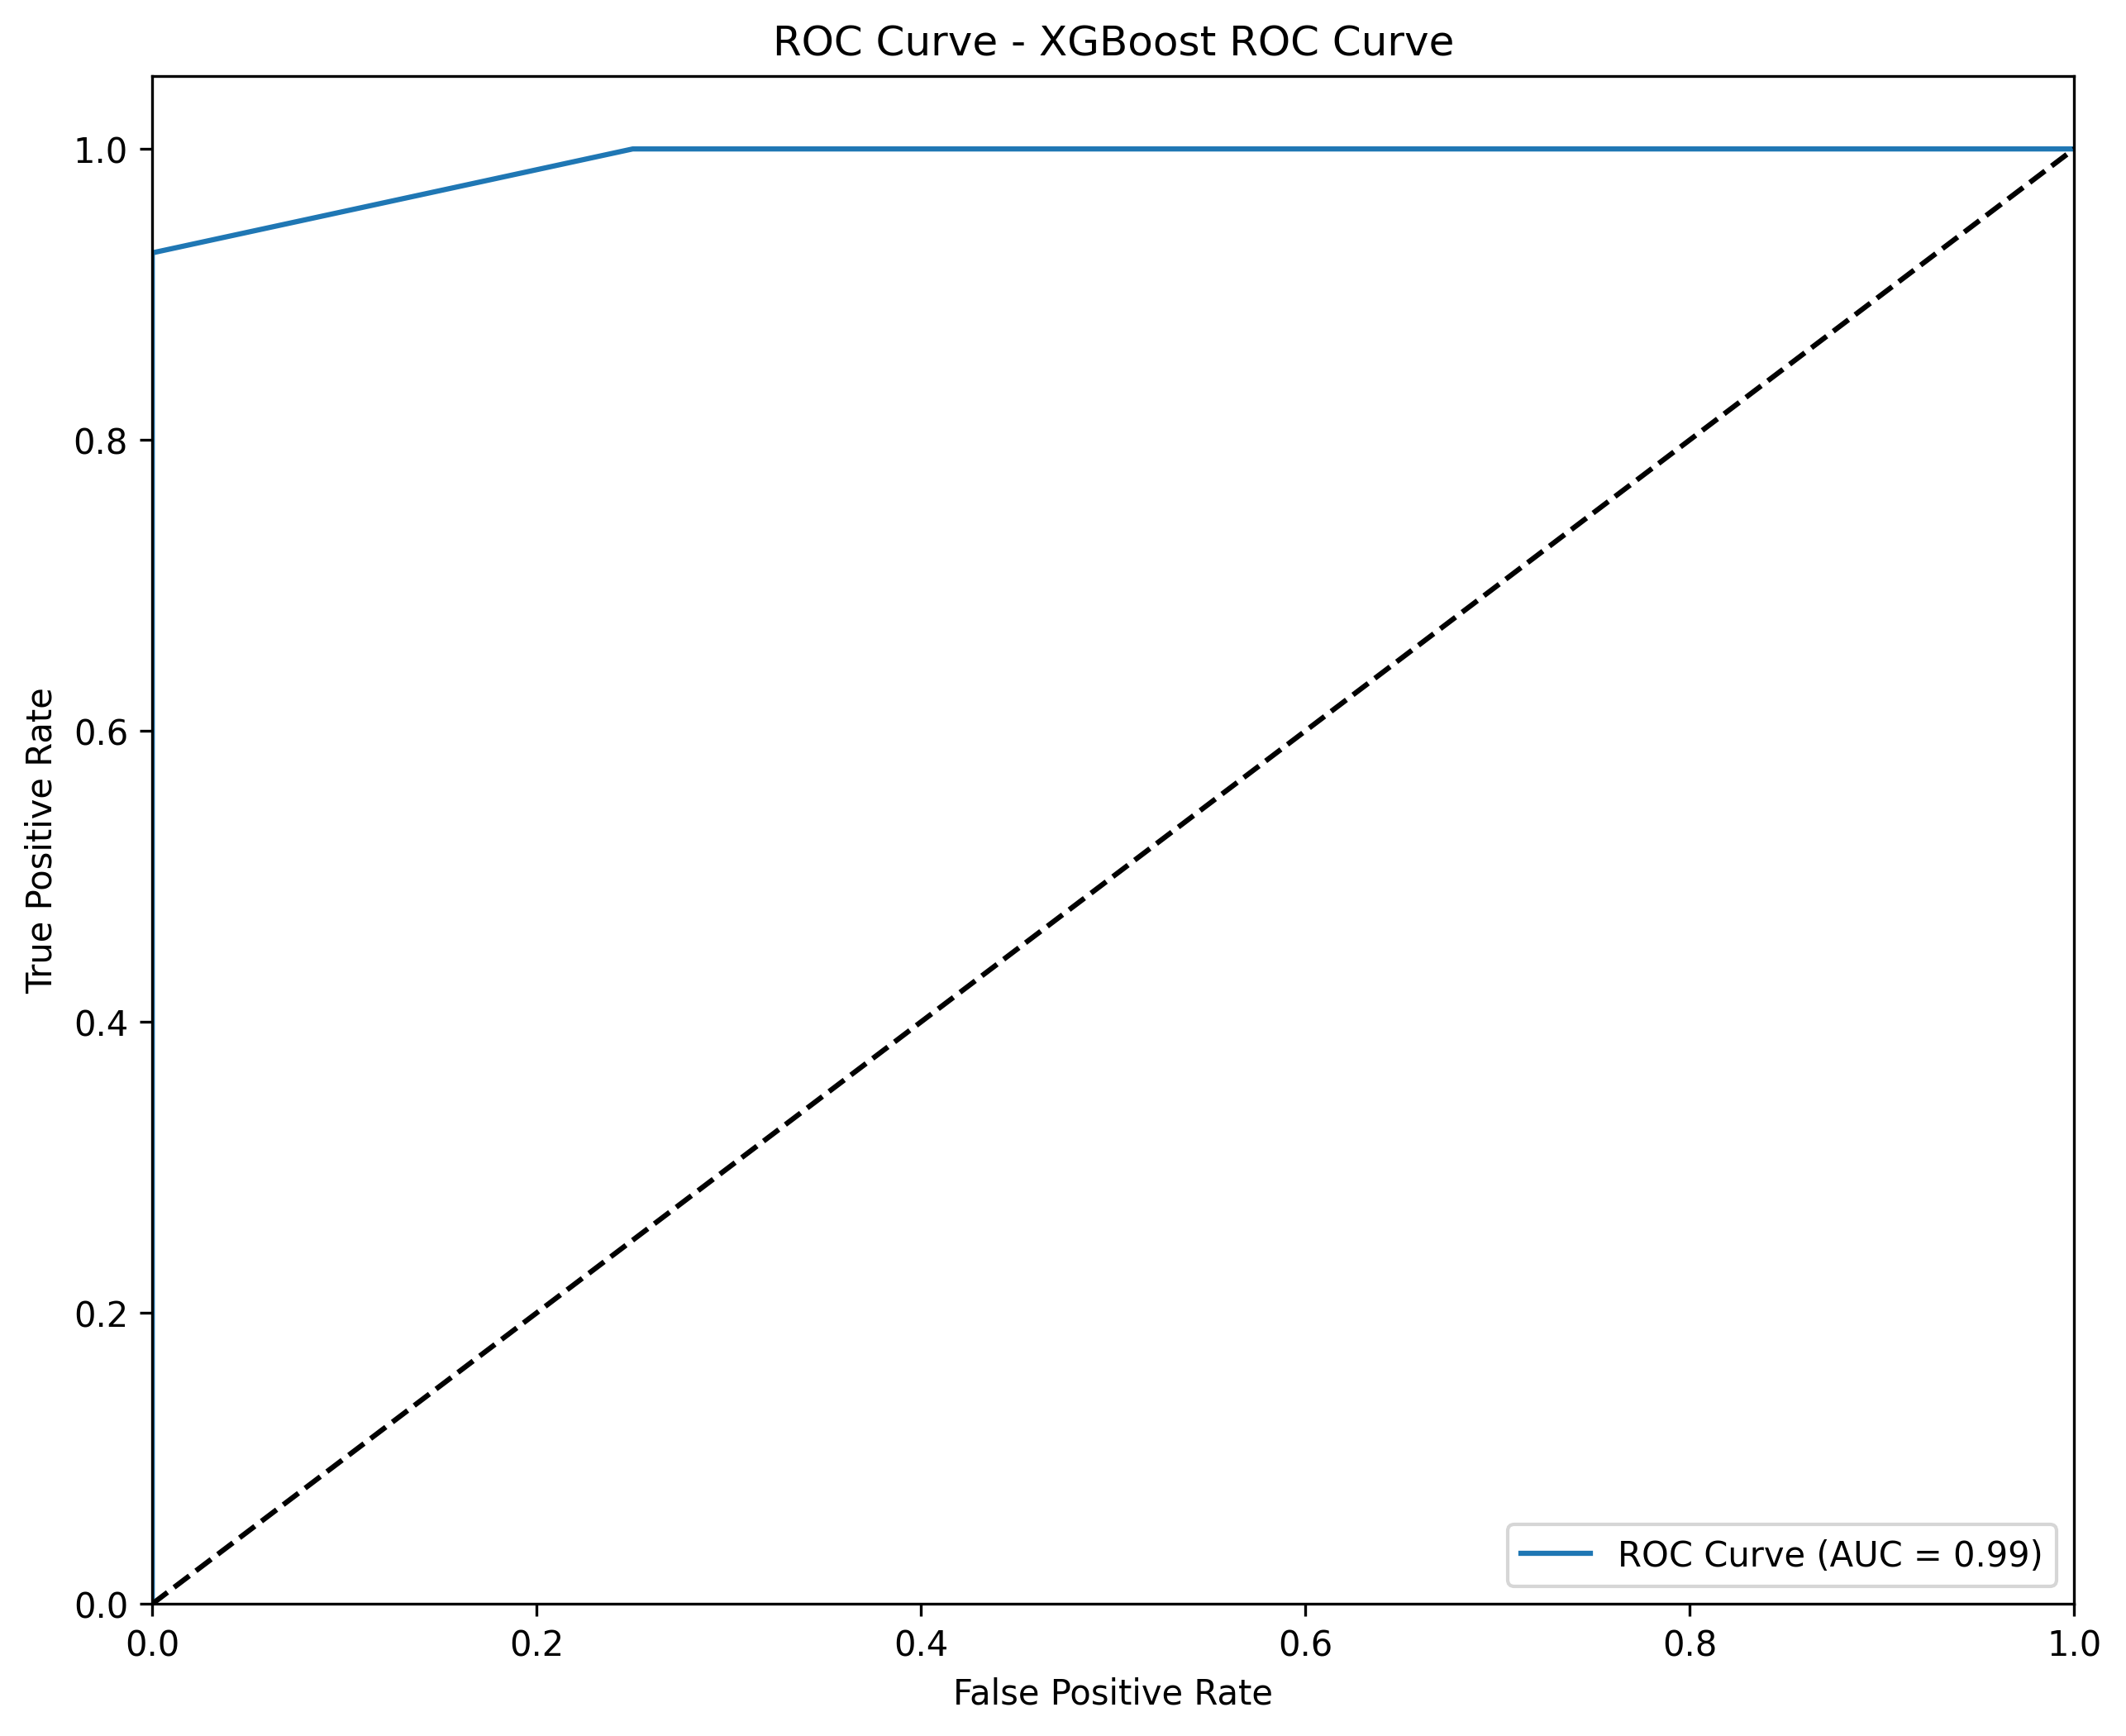 ROC Curve - XGBoost ROC Curve
1.0
0.8
0.6
0.4
0.2
0.0
True Positive Rate
0.0 0.2 0.4 0.6 0.8 1.0
False Positive Rate
ROC Curve (AUC = 0.99)